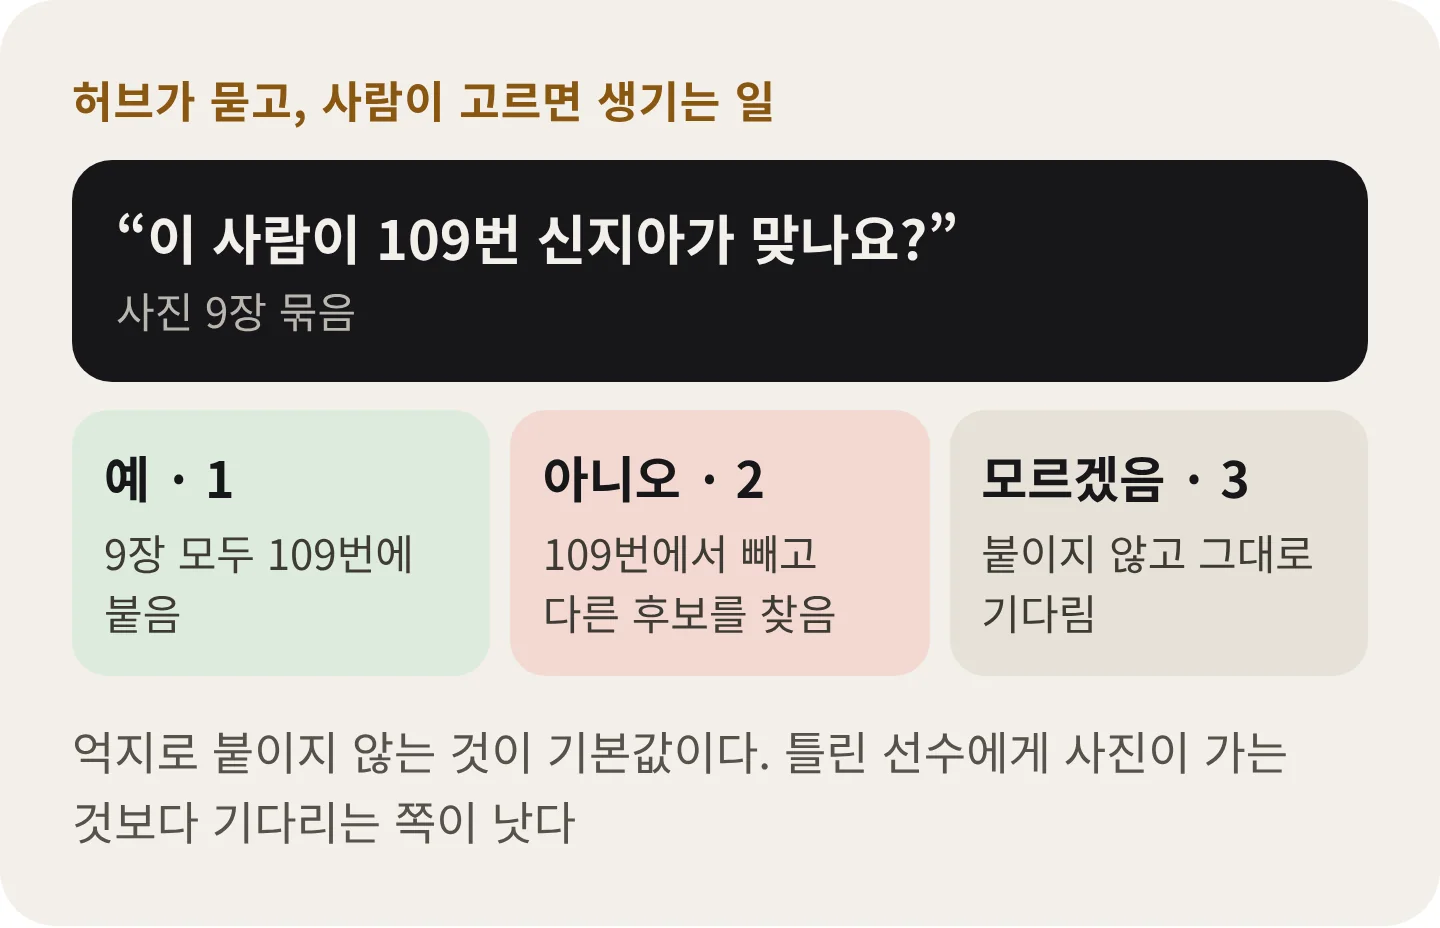 허브가 묻고, 사람이 고르면 생기는 일
“이 사람이 109번 신지아가 맞나요?”
사진 9장 묶음
예 · 1
9장 모두 109번에
붙음
아니오 · 2
109번에서 빼고
다른 후보를 찾음
모르겠음 · 3
붙이지 않고 그대로
기다림
억지로 붙이지 않는 것이 기본값이다. 틀린 선수에게 사진이 가는
것보다 기다리는 쪽이 낫다